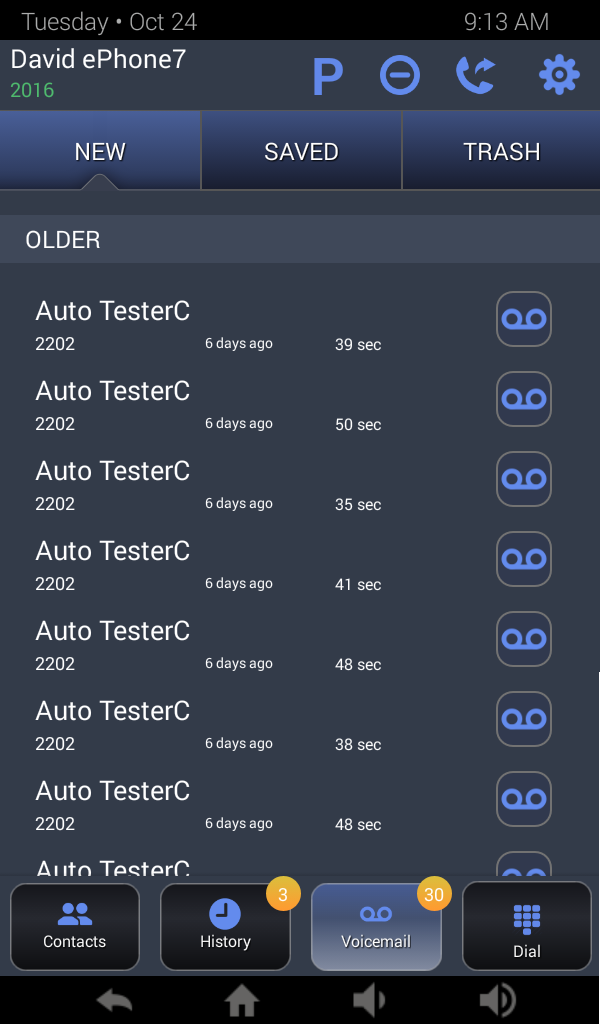 Tuesday • Oct 24 9:13 AM
David ePhone7
2016
P
NEW SAVED TRASH
OLDER
Auto TesterC
2202 6 days ago 39 sec
Auto TesterC
2202 6 days ago 50 sec
Auto TesterC
2202 6 days ago 35 sec
Auto TesterC
2202 6 days ago 41 sec
Auto TesterC
2202 6 days ago 48 sec
Auto TesterC
2202 6 days ago 38 sec
Auto TesterC
2202 6 days ago 48 sec
Auto TesterC
3 30
Contacts History Voicemail Dial